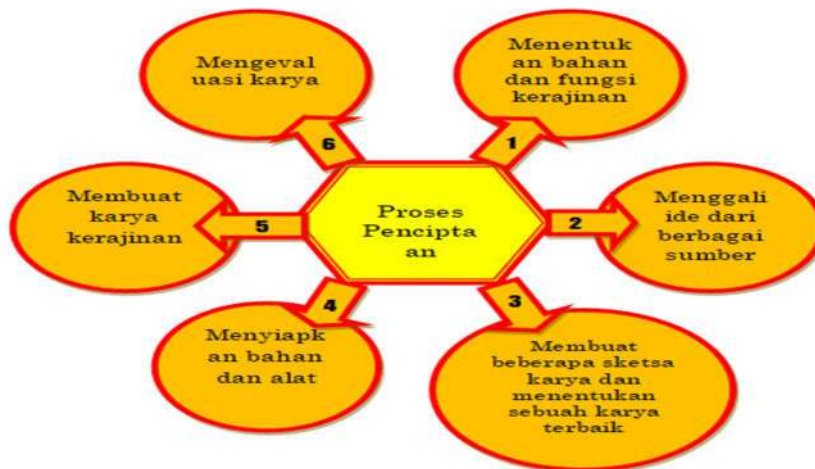 Proses
Pencipta
an
1
Menentuk
an bahan
dan fungsi
kerajinan
2
Menggali
ide dari
berbagai
sumber
3
Membuat
beberapa sketsa
karya dan
menentukan
sebuah karya
terbaik
4
Menyiapk
an bahan
dan alat
5
Membuat
karya
kerajinan
6
Mengeval
uasi karya